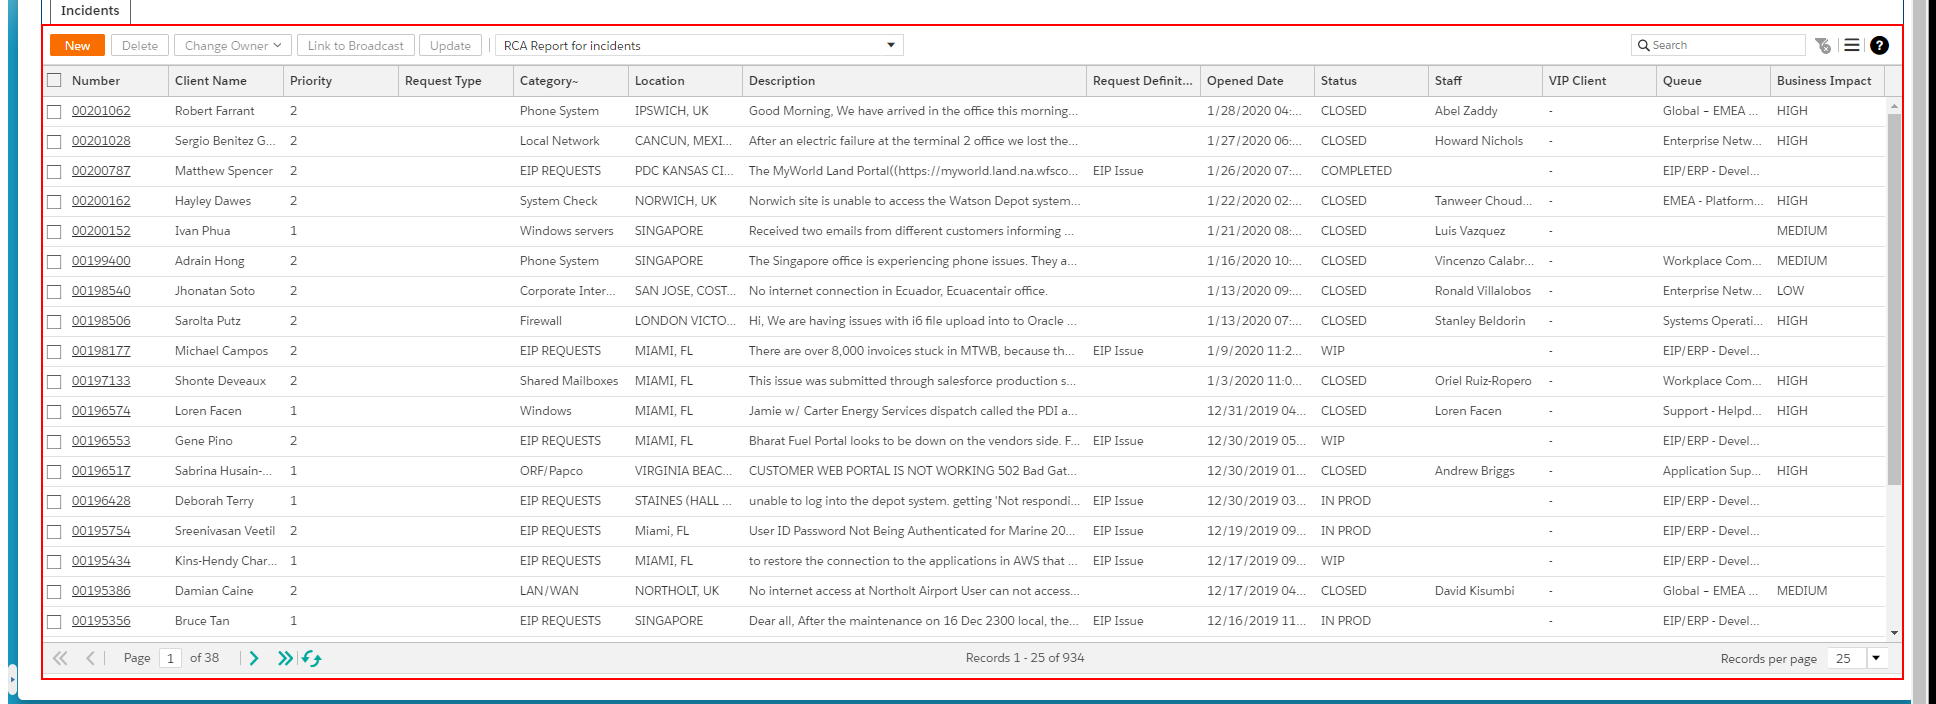 Incidents
New Delete Change Owner Link to Broadcast Update RCA Report for incidents Search ?
Number Client Name Priority Request Type Category~ Location Description Request Definit... Opened Date Status Staff VIP Client Queue Business Impact
00201062 Robert Farrant 2 Phone System IPSWICH, UK Good Morning, We have arrived in the office this morning... 1/28/2020 04:... CLOSED Abel Zaddy - Global – EMEA ... HIGH
00201028 Sergio Benitez G... 2 Local Network CANCUN, MEXI... After an electric failure at the terminal 2 office we lost the... 1/27/2020 06:... CLOSED Howard Nichols - Enterprise Netw... HIGH
00200787 Matthew Spencer 2 EIP REQUESTS PDC KANSAS CI... The MyWorld Land Portal((https://myworld.land.na.wfsco... EIP Issue 1/26/2020 07:... COMPLETED - EIP/ERP - Devel...
00200162 Hayley Dawes 2 System Check NORWICH, UK Norwich site is unable to access the Watson Depot system... 1/22/2020 02:... CLOSED Tanweer Choud... - EMEA - Platform... HIGH
00200152 Ivan Phua 1 Windows servers SINGAPORE Received two emails from different customers informing ... 1/21/2020 08:... CLOSED Luis Vazquez - MEDIUM
00199400 Adrain Hong 2 Phone System SINGAPORE The Singapore office is experiencing phone issues. They a... 1/16/2020 10:... CLOSED Vincenzo Calabr... - Workplace Com... MEDIUM
00198540 Jhonatan Soto 2 Corporate Inter... SAN JOSE, COST... No internet connection in Ecuador, Ecuacentair office. 1/13/2020 09:... CLOSED Ronald Villalobos - Enterprise Netw... LOW
00198506 Sarolta Putz 2 Firewall LONDON VICTO... Hi, We are having issues with i6 file upload into to Oracle ... 1/13/2020 07:... CLOSED Stanley Beldorin - Systems Operati... HIGH
00198177 Michael Campos 2 EIP REQUESTS MIAMI, FL There are over 8,000 invoices stuck in MTWB, because th... EIP Issue 1/9/2020 11:2... WIP - EIP/ERP - Devel...
00197133 Shonte Deveaux 2 Shared Mailboxes MIAMI, FL This issue was submitted through salesforce production s... 1/3/2020 11:0... CLOSED Oriel Ruiz-Ropero - Workplace Com... HIGH
00196574 Loren Facen 1 Windows MIAMI, FL Jamie w/ Carter Energy Services dispatch called the PDI a... 12/31/2019 04... CLOSED Loren Facen - Support - Helpd... HIGH
00196553 Gene Pino 2 EIP REQUESTS MIAMI, FL Bharat Fuel Portal looks to be down on the vendors side. F... EIP Issue 12/30/2019 05... WIP - EIP/ERP - Devel...
00196517 Sabrina Husain-... 1 ORF/Papco VIRGINIA BEAC... CUSTOMER WEB PORTAL IS NOT WORKING 502 Bad Gat... 12/30/2019 01... CLOSED Andrew Briggs - Application Sup... HIGH
00196428 Deborah Terry 1 EIP REQUESTS STAINES (HALL ... unable to log into the depot system. getting 'Not respondi... EIP Issue 12/30/2019 03... IN PROD - EIP/ERP - Devel...
00195754 Sreenivasan Veetil 2 EIP REQUESTS Miami, FL User ID Password Not Being Authenticated for Marine 20... EIP Issue 12/19/2019 09... IN PROD - EIP/ERP - Devel...
00195434 Kins-Hendy Char... 1 EIP REQUESTS MIAMI, FL to restore the connection to the applications in AWS that ... EIP Issue 12/17/2019 09... WIP - EIP/ERP - Devel...
00195386 Damian Caine 2 LAN/WAN NORTHOLT, UK No internet access at Northolt Airport User can not access... 12/17/2019 04... CLOSED David Kisumbi - Global – EMEA ... MEDIUM
00195356 Bruce Tan 1 EIP REQUESTS SINGAPORE Dear all, After the maintenance on 16 Dec 2300 local, the... EIP Issue 12/16/2019 11... IN PROD - EIP/ERP - Devel...
Page 1 of 38 Records 1 - 25 of 934 Records per page 25